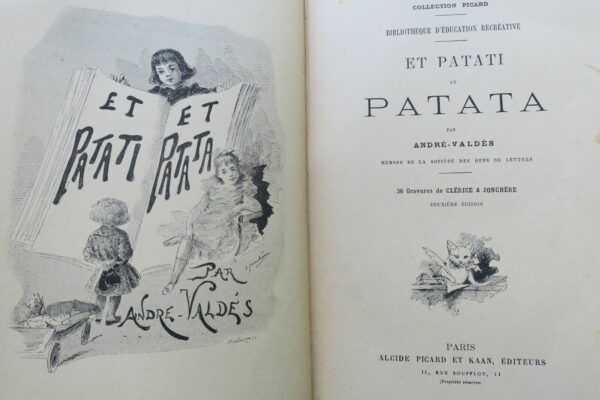 ET
PATATI
ET
PATATA
PAR
ANDRÉ-VALDÈS
COLLECTION PICARD
BIBLIOTHÈQUE D'ÉDUCATION RÉCRÉATIVE
ET PATATI
ET
PATATA
PAR
ANDRÉ-VALDÈS
MEMBRE DE LA SOCIÉTÉ DES GENS DE LETTRES
36 Gravures de CLÉRICE & JONCHÈRE
DEUXIÈME ÉDITION
PARIS
ALCIDE PICARD ET KAAN, ÉDITEURS
11, RUE SOUFFLOT, 11
(Propriété réservée)